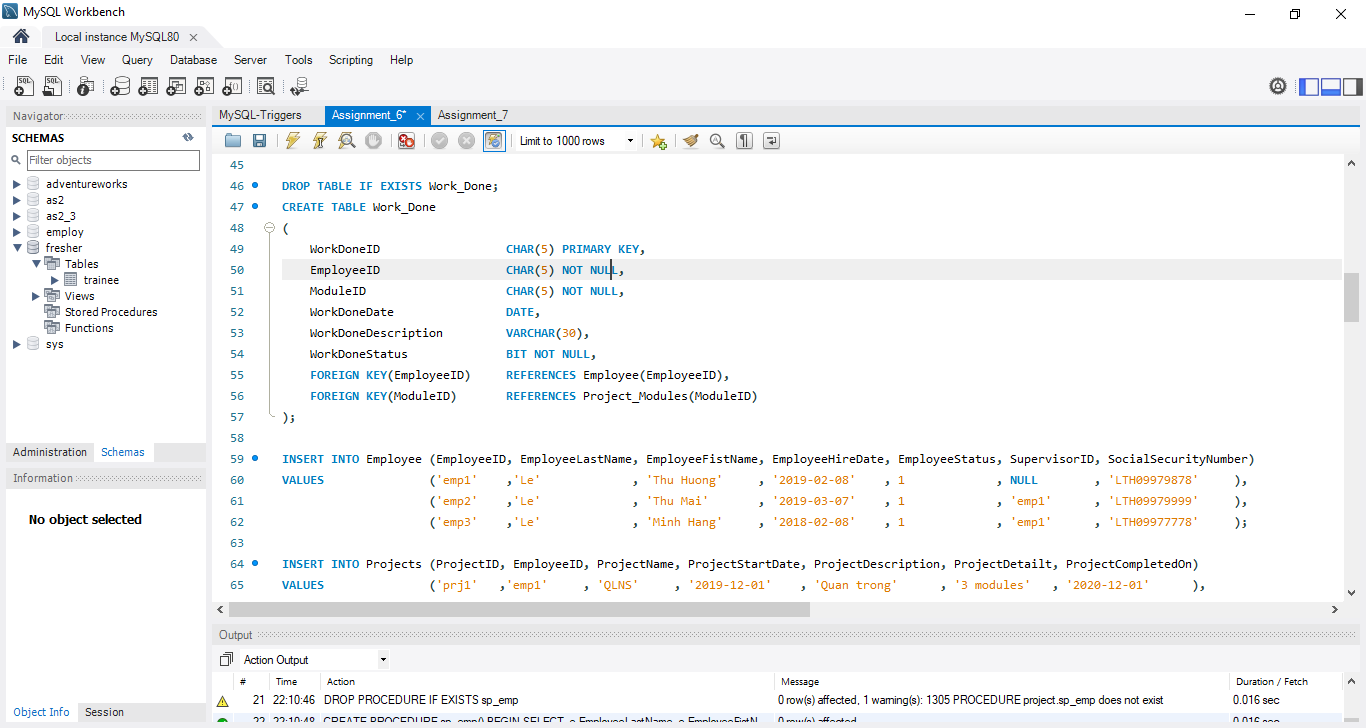 MySQL Workbench
Local instance MySQL80
File Edit View Query Database Server Tools Scripting Help
Navigator
SCHEMAS
Filter objects
adventureworks
as2
as2_3
employ
fresher
Tables
trainee
Views
Stored Procedures
Functions
sys
Administration Schemas
Information
No object selected
Object Info Session
MySQL-Triggers Assignment_6* Assignment_7
Limit to 1000 rows
45
46 DROP TABLE IF EXISTS Work_Done;
47 CREATE TABLE Work_Done
48 (
49 WorkDoneID CHAR(5) PRIMARY KEY,
50 EmployeeID CHAR(5) NOT NULL,
51 ModuleID CHAR(5) NOT NULL,
52 WorkDoneDate DATE,
53 WorkDoneDescription VARCHAR(30),
54 WorkDoneStatus BIT NOT NULL,
55 FOREIGN KEY(EmployeeID) REFERENCES Employee(EmployeeID),
56 FOREIGN KEY(ModuleID) REFERENCES Project_Modules(ModuleID)
57 );
58
59 INSERT INTO Employee (EmployeeID, EmployeeLastName, EmployeeFistName, EmployeeHireDate, EmployeeStatus, SupervisorID, SocialSecurityNumber)
60 VALUES ('emp1' ,'Le' , 'Thu Huong' , '2019-02-08' , 1 , NULL , 'LTH09979878' ),
61 ('emp2' ,'Le' , 'Thu Mai' , '2019-03-07' , 1 , 'emp1' , 'LTH09979999' ),
62 ('emp3' ,'Le' , 'Minh Hang' , '2018-02-08' , 1 , 'emp1' , 'LTH09977778' );
63
64 INSERT INTO Projects (ProjectID, EmployeeID, ProjectName, ProjectStartDate, ProjectDescription, ProjectDetailt, ProjectCompletedOn)
65 VALUES ('prj1' ,'emp1' , 'QLNS' , '2019-12-01' , 'Quan trong' , '3 modules' , '2020-12-01' ),
Output
Action Output
# Time Action Message Duration / Fetch
21 22:10:46 DROP PROCEDURE IF EXISTS sp_emp 0 row(s) affected, 1 warning(s): 1305 PROCEDURE project.sp_emp does not exist 0.016 sec
22 22:10:48 CREATE PROCEDURE sp_emp() BEGIN SELECT e.EmployeeLastName, e.EmployeeFistN... 0 row(s) affected 0.016 sec